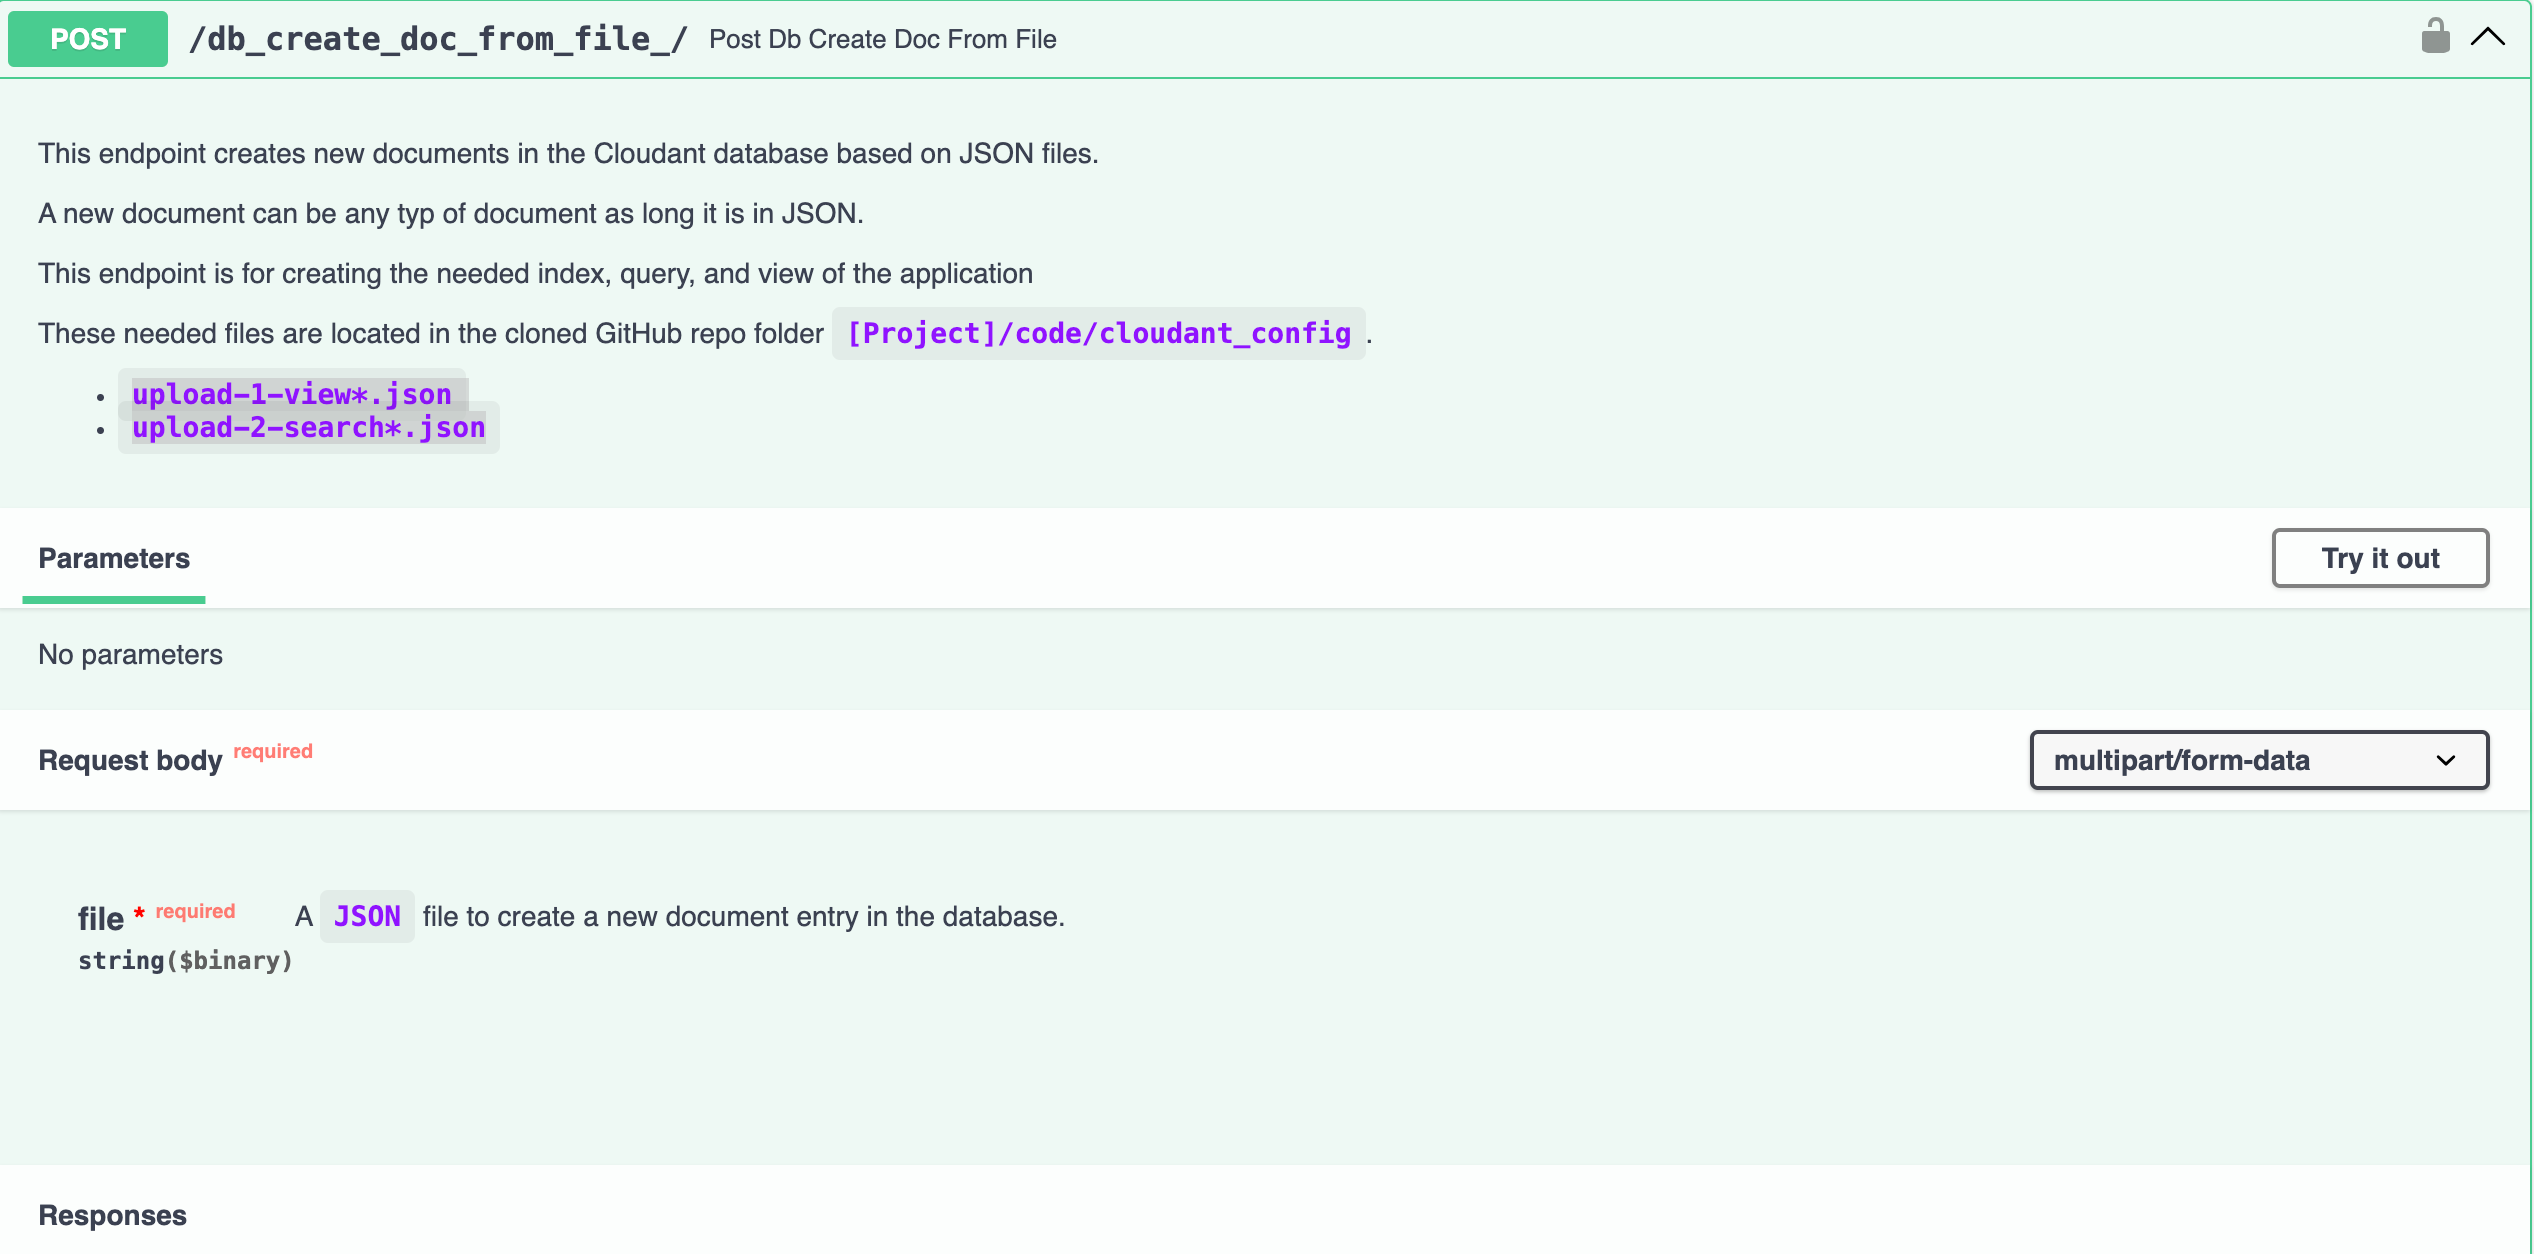 POST /db_create_doc_from_file_/ Post Db Create Doc From File
This endpoint creates new documents in the Cloudant database based on JSON files.
A new document can be any typ of document as long it is in JSON.
This endpoint is for creating the needed index, query, and view of the application
These needed files are located in the cloned GitHub repo folder [Project]/code/cloudant_config.
• upload-1-view*.json
• upload-2-search*.json
Parameters Try it out
No parameters
Request body required multipart/form-data
file * required A JSON file to create a new document entry in the database.
string($binary)
Responses